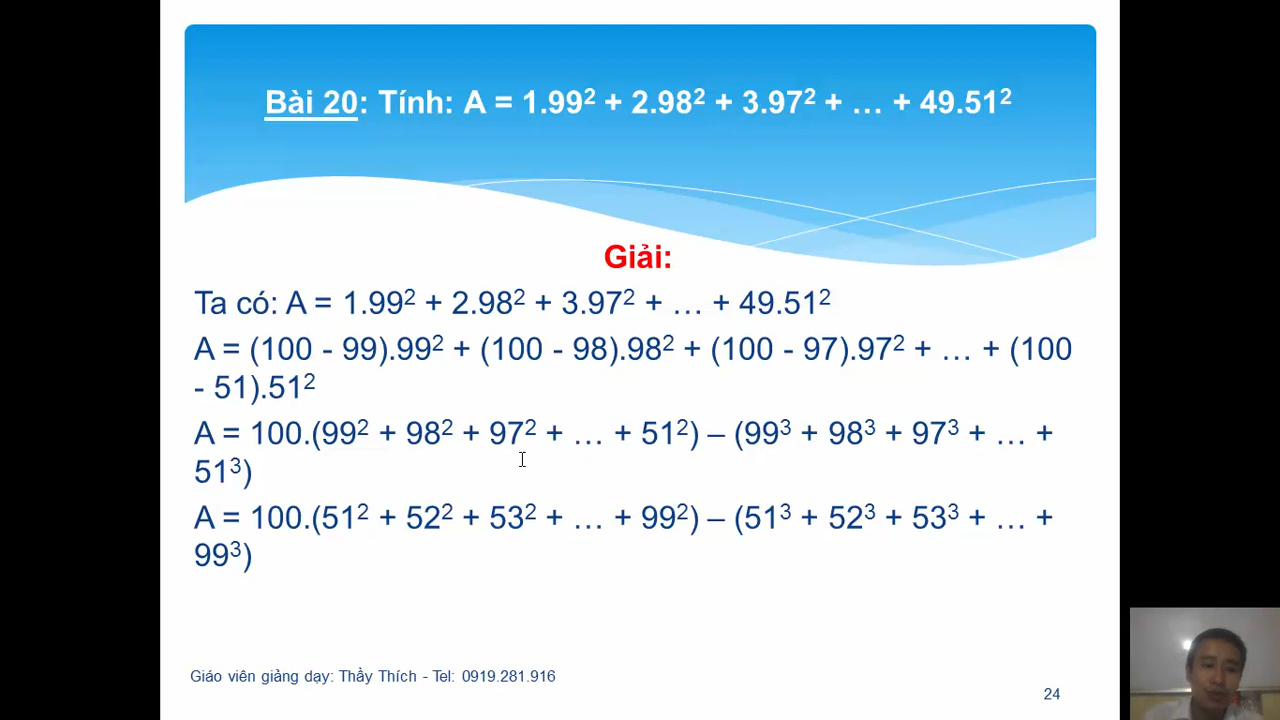 Bài 20: Tính: A = 1.99² + 2.98² + 3.97² + … + 49.51²
Giải:
Ta có: A = 1.99² + 2.98² + 3.97² + … + 49.51²
A = (100 - 99).99² + (100 - 98).98² + (100 - 97).97² + … + (100
- 51).51²
A = 100.(99² + 98² + 97² + … + 51²) – (99³ + 98³ + 97³ + … +
51³)
A = 100.(51² + 52² + 53² + … + 99²) – (51³ + 52³ + 53³ + … +
99³)
Giáo viên giảng dạy: Thầy Thích - Tel: 0919.281.916
24